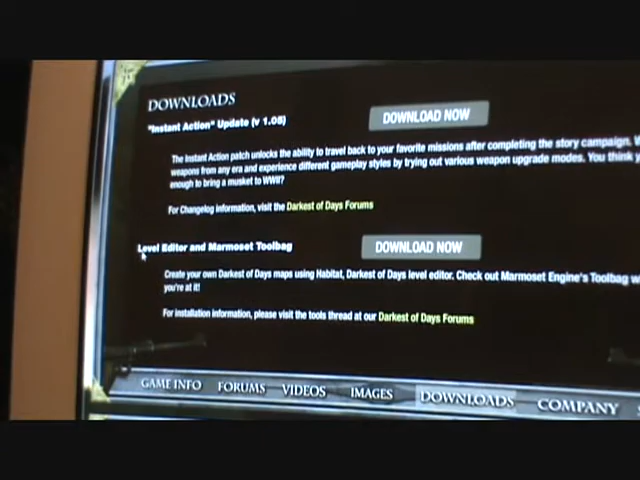 DOWNLOADS
"Instant Action" Update (v 1.08)
DOWNLOAD NOW
The Instant Action patch unlocks the ability to travel back to your favorite missions after completing the story campaign.
weapons from any era and experience different gameplay styles by trying out various weapon upgrade modes. You think
enough to bring a musket to WWII?
For Changelog information, visit the Darkest of Days Forums
Level Editor and Marmoset Toolbag
DOWNLOAD NOW
Create your own Darkest of Days maps using Habitat, Darkest of Days level editor. Check out Marmoset Engine's Toolbag
you're at it!
For installation information, please visit the tools thread at our Darkest of Days Forums
GAME INFO FORUMS VIDEOS IMAGES DOWNLOADS COMPANY